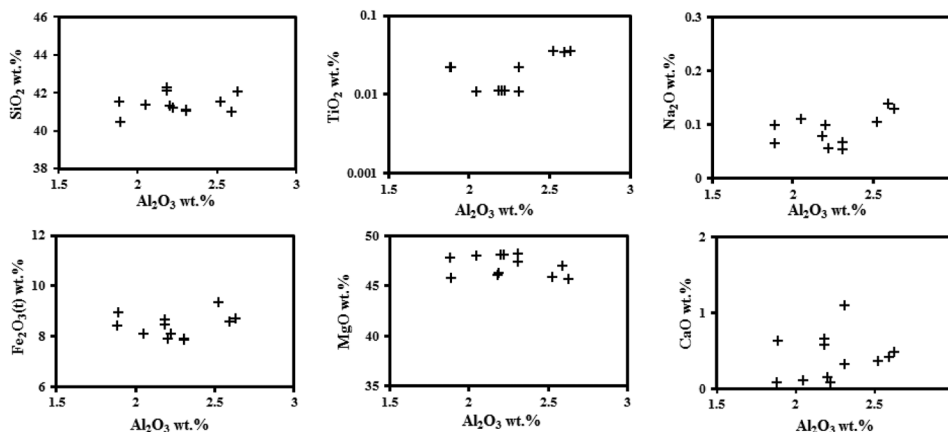 46
44
42
40
38
SiO₂ wt.%
1.5 2 2.5 3
Al₂O₃ wt.%
0.1
0.01
0.001
TiO₂ wt.%
1.5 2 2.5 3
Al₂O₃ wt.%
0.3
0.2
0.1
0
Na₂O wt.%
1.5 2 2.5
Al₂O₃ wt.%
12
10
8
6
Fe₂O₃(t) wt.%
1.5 2 2.5 3
Al₂O₃ wt.%
50
45
40
35
MgO wt.%
1.5 2 2.5 3
Al₂O₃ wt.%
2
1
0
CaO wt.%
1.5 2 2.5
Al₂O₃ wt.%